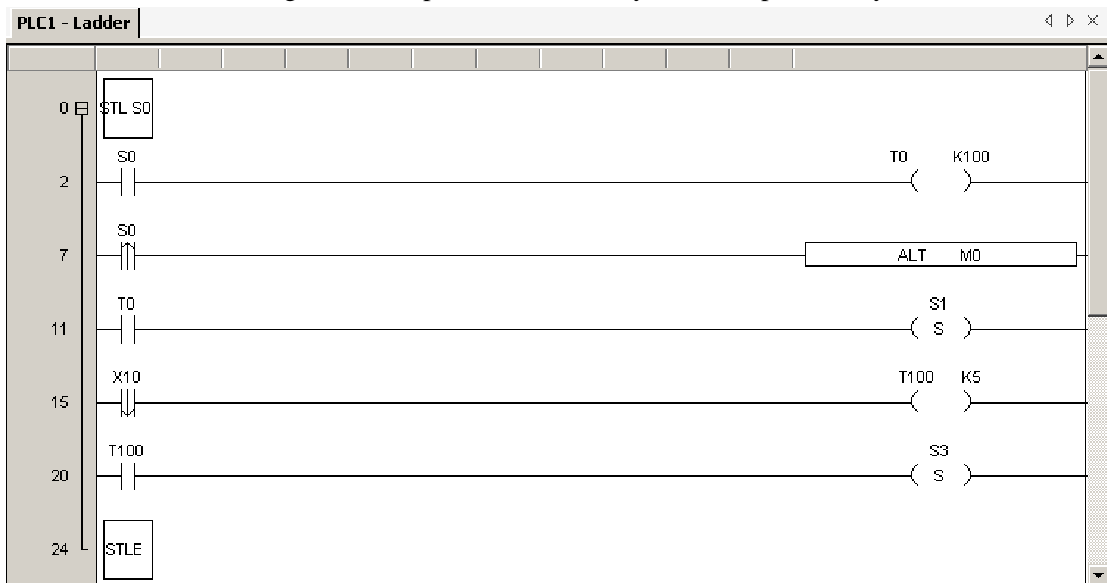 PLC1 - Ladder
0 STL S0
S0 T0 K100
2
S0
7 ALT M0
T0 S1
11 S
X10 T100 K5
15
T100 S3
20 S
24 STLE